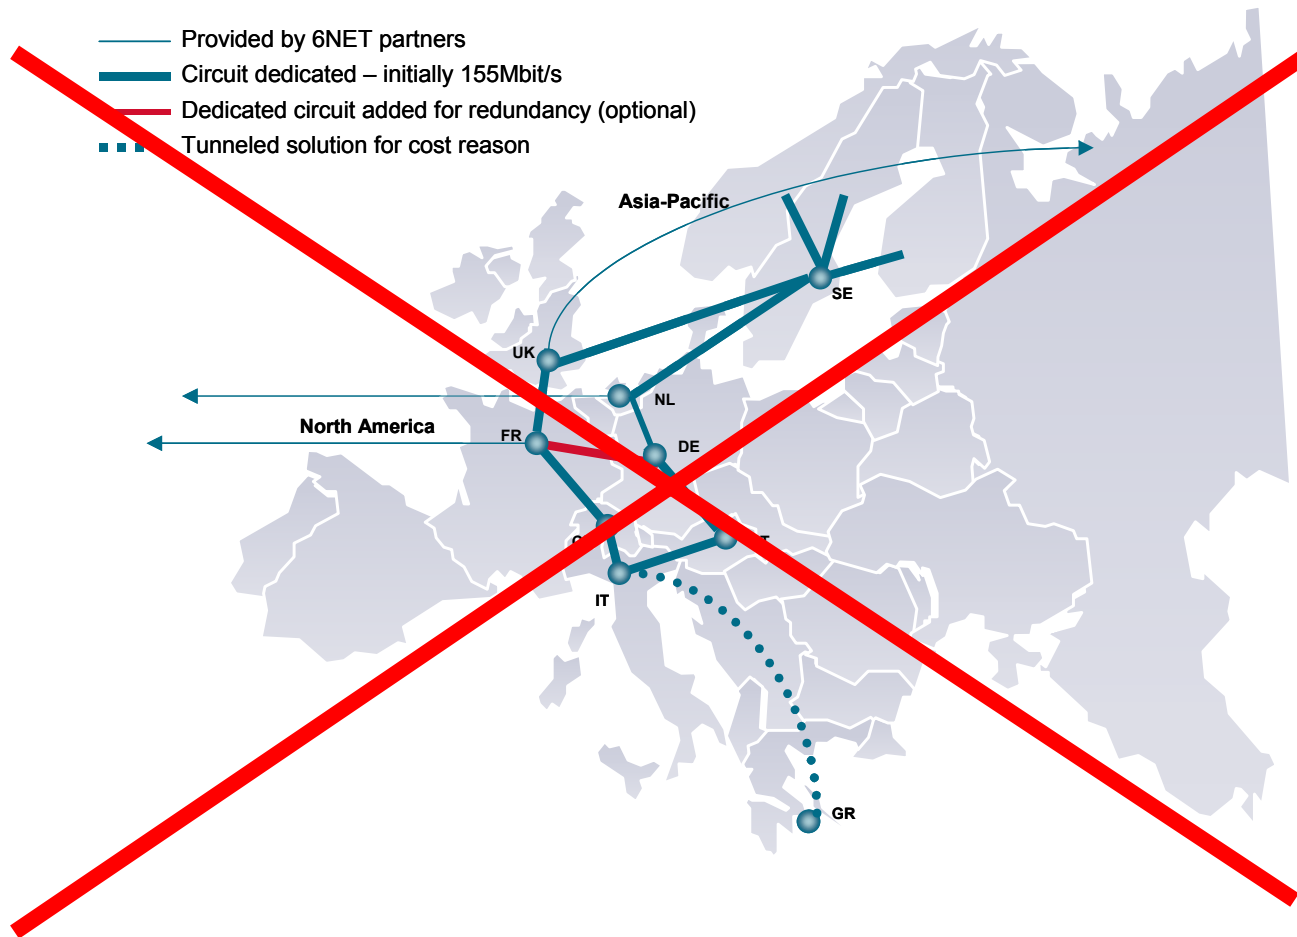 Provided by 6NET partners
Circuit dedicated – initially 155Mbit/s
Dedicated circuit added for redundancy (optional)
Tunneled solution for cost reason
Asia-Pacific
SE
UK
NL
North America
FR
DE
IT
GR